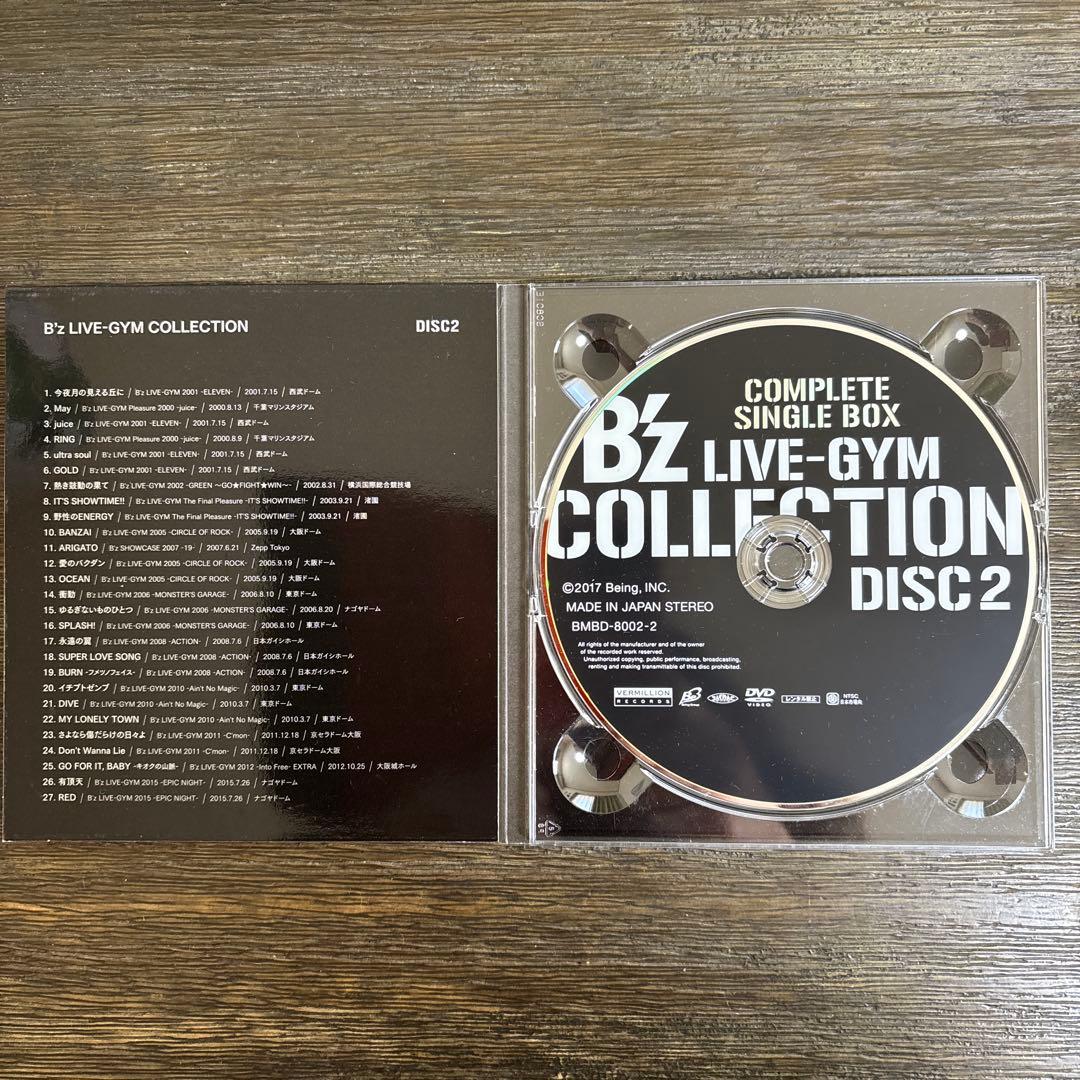 B'z LIVE-GYM COLLECTION DISC2
1. 今夜月の見える丘に / B'z LIVE-GYM 2001 -ELEVEN- / 2001.7.15 / 西武ドーム
2. May / B'z LIVE-GYM Pleasure 2000 -juice- / 2000.8.13 / 千葉マリンスタジアム
3. juice / B'z LIVE-GYM 2001 -ELEVEN- / 2001.7.15 / 西武ドーム
4. RING / B'z LIVE-GYM Pleasure 2000 -juice- / 2000.8.9 / 千葉マリンスタジアム
5. ultra soul / B'z LIVE-GYM 2001 -ELEVEN- / 2001.7.15 / 西武ドーム
6. GOLD / B'z LIVE-GYM 2001 -ELEVEN- / 2001.7.15 / 西武ドーム
7. 熱き鼓動の果て / B'z LIVE-GYM 2002 -GREEN ～GO★FIGHT★WIN～- / 2002.8.31 / 横浜国際総合競技場
8. IT'S SHOWTIME!! / B'z LIVE-GYM The Final Pleasure -IT'S SHOWTIME!!- / 2003.9.21 / 渚園
9. 野性のENERGY / B'z LIVE-GYM The Final Pleasure -IT'S SHOWTIME!!- / 2003.9.21 / 渚園
10. BANZAI / B'z LIVE-GYM 2005 -CIRCLE OF ROCK- / 2005.9.19 / 大阪ドーム
11. ARIGATO / B'z SHOWCASE 2007 -19- / 2007.6.21 / Zepp Tokyo
12. 愛のバクダン / B'z LIVE-GYM 2005 -CIRCLE OF ROCK- / 2005.9.19 / 大阪ドーム
13. OCEAN / B'z LIVE-GYM 2005 -CIRCLE OF ROCK- / 2005.9.19 / 大阪ドーム
14. 衝動 / B'z LIVE-GYM 2006 -MONSTER'S GARAGE- / 2006.8.10 / 東京ドーム
15. ゆるぎないものひとつ / B'z LIVE-GYM 2006 -MONSTER'S GARAGE- / 2006.8.20 / ナゴヤドーム
16. SPLASH! / B'z LIVE-GYM 2006 -MONSTER'S GARAGE- / 2006.8.10 / 東京ドーム
17. 永遠の翼 / B'z LIVE-GYM 2008 -ACTION- / 2008.7.6 / 日本ガイシホール
18. SUPER LOVE SONG / B'z LIVE-GYM 2008 -ACTION- / 2008.7.6 / 日本ガイシホール
19. BURN -フメツノフェイス- / B'z LIVE-GYM 2008 -ACTION- / 2008.7.6 / 日本ガイシホール
20. イチブトゼンブ / B'z LIVE-GYM 2010 -Ain't No Magic- / 2010.3.7 / 東京ドーム
21. DIVE / B'z LIVE-GYM 2010 -Ain't No Magic- / 2010.3.7 / 東京ドーム
22. MY LONELY TOWN / B'z LIVE-GYM 2010 -Ain't No Magic- / 2010.3.7 / 東京ドーム
23. さよなら傷だらけの日々よ / B'z LIVE-GYM 2011 -C'mon- / 2011.12.18 / 京セラドーム大阪
24. Don't Wanna Lie / B'z LIVE-GYM 2011 -C'mon- / 2011.12.18 / 京セラドーム大阪
25. GO FOR IT, BABY -キオクの山脈- / B'z LIVE-GYM 2012 -Into Free- EXTRA / 2012.10.25 / 大阪城ホール
26. 有頂天 / B'z LIVE-GYM 2015 -EPIC NIGHT- / 2015.7.26 / ナゴヤドーム
27. RED / B'z LIVE-GYM 2015 -EPIC NIGHT- / 2015.7.26 / ナゴヤドーム
COMPLETE
SINGLE BOX
B'z LIVE-GYM
COLLECTION
DISC 2
©2017 Being, INC.
MADE IN JAPAN STEREO
BMBD-8002-2
All rights of the manufacturer and of the owner
of the recorded work reserved.
Unauthorized copying, public performance, broadcasting,
renting and making transmittable of this disc prohibited.
VERMILLION
RECORDS
DVD
VIDEO
レンタル禁止
NTSC
日本市場向